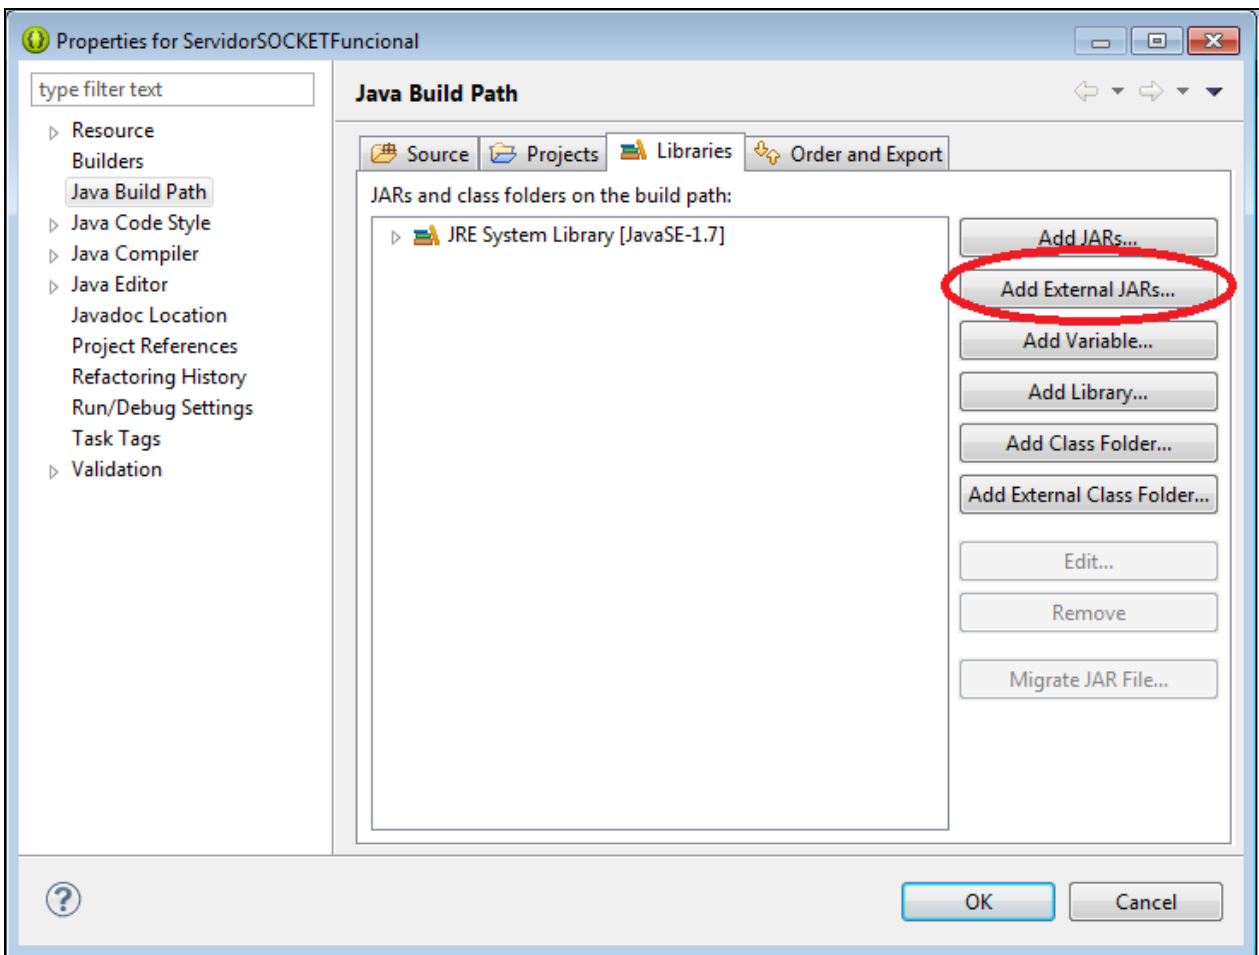 Properties for ServidorSOCKETFuncional
type filter text
Resource
Builders
Java Build Path
Java Code Style
Java Compiler
Java Editor
Javadoc Location
Project References
Refactoring History
Run/Debug Settings
Task Tags
Validation
Java Build Path
Source Projects Libraries Order and Export
JARs and class folders on the build path:
JRE System Library [JavaSE-1.7]
Add JARs...
Add External JARs...
Add Variable...
Add Library...
Add Class Folder...
Add External Class Folder...
Edit...
Remove
Migrate JAR File...
?
OK Cancel